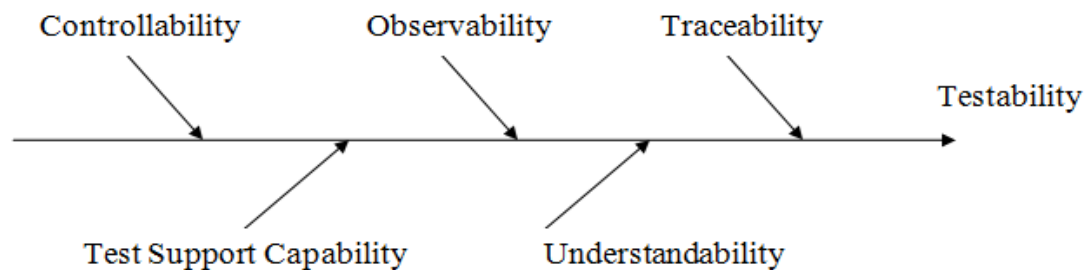 Controllability
Observability
Traceability
Testability
Test Support Capability
Understandability